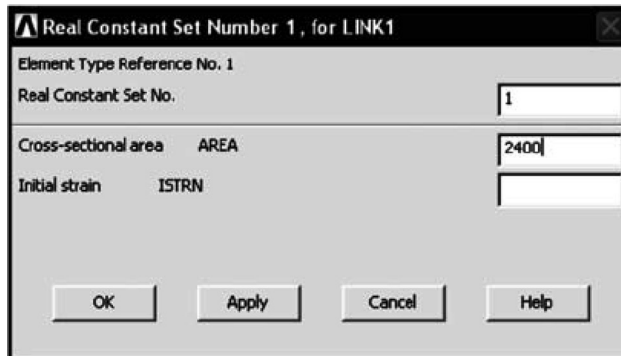 Real Constant Set Number 1, for LINK1
Element Type Reference No. 1
Real Constant Set No. 1
Cross-sectional area AREA 2400
Initial strain ISTRN
OK Apply Cancel Help